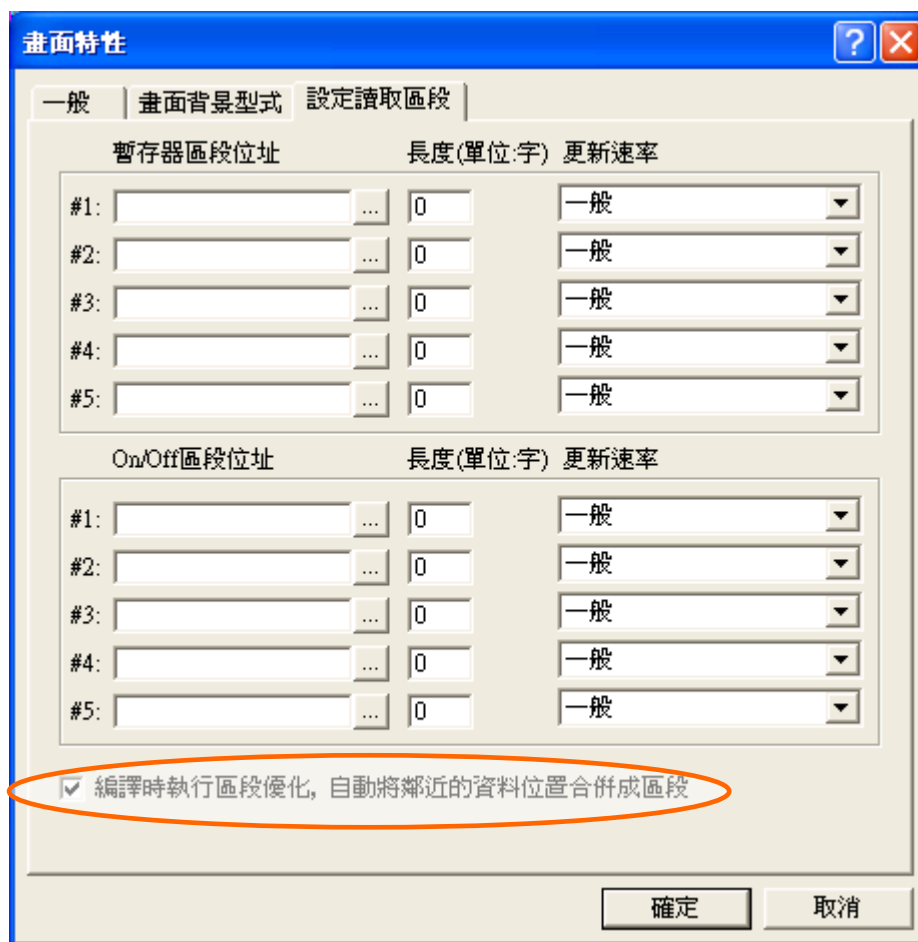 畫面特性
一般 畫面背景型式 設定讀取區段
暫存器區段位址 長度(單位:字) 更新速率
#1: ... 0 一般
#2: ... 0 一般
#3: ... 0 一般
#4: ... 0 一般
#5: ... 0 一般
On/Off區段位址 長度(單位:字) 更新速率
#1: ... 0 一般
#2: ... 0 一般
#3: ... 0 一般
#4: ... 0 一般
#5: ... 0 一般
編譯時執行區段優化, 自動將鄰近的資料位置合併成區段
確定 取消